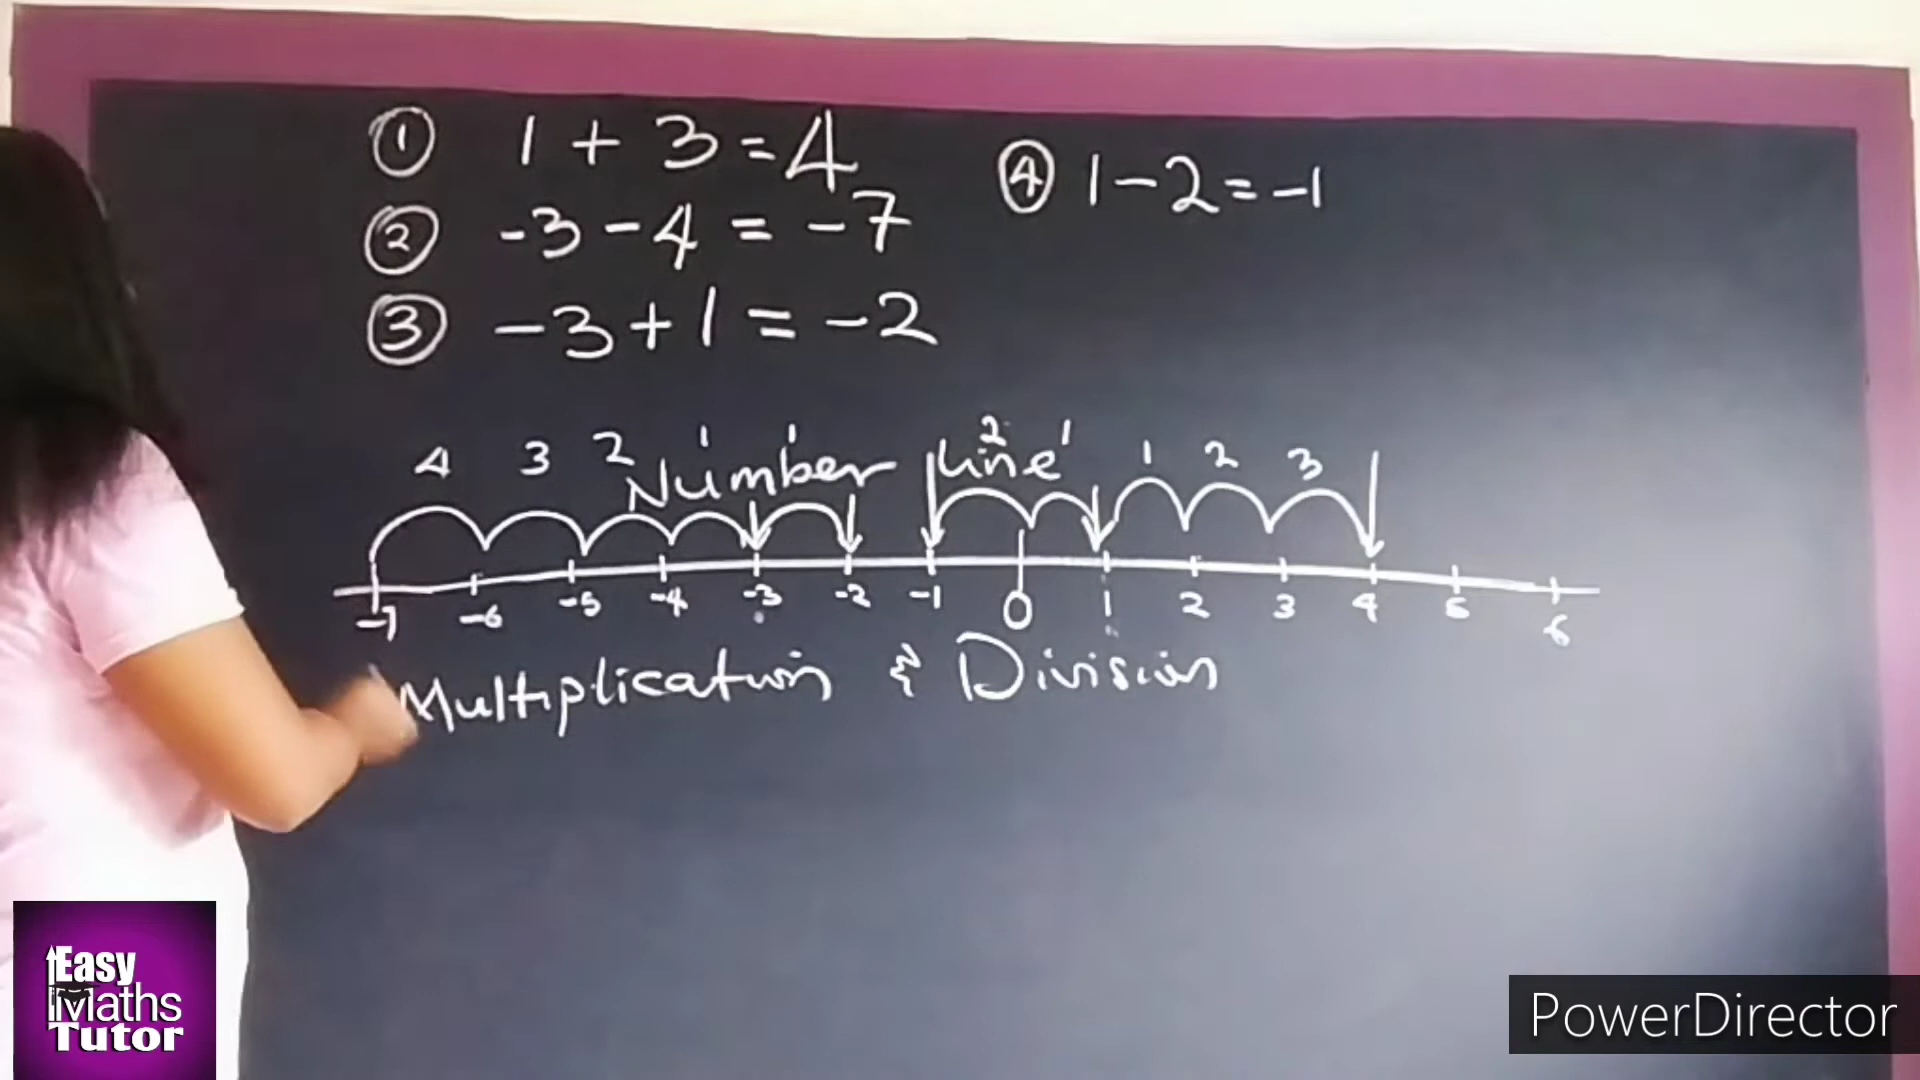 ① 1 + 3 = 4
② -3 - 4 = -7
③ -3 + 1 = -2
④ 1 - 2 = -1
4 3 2 1 1 2 1 1 2 3
Number Line
-7 -6 -5 -4 -3 -2 -1 0 1 2 3 4 5 6
Multiplication & Division
Easy
Maths
Tutor
PowerDirector